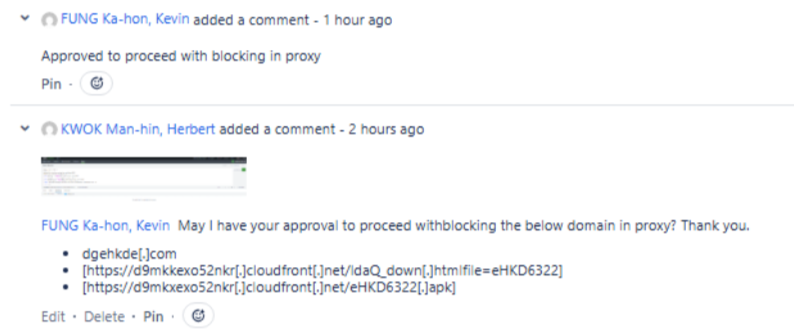 FUNG Ka-hon, Kevin added a comment - 1 hour ago
Approved to proceed with blocking in proxy
Pin ·
KWOK Man-hin, Herbert added a comment - 2 hours ago
FUNG Ka-hon, Kevin May I have your approval to proceed withblocking the below domain in proxy? Thank you.
• dgehkde[.]com
• [https://d9mkkexo52nkr[.]cloudfront[.]net/ldaQ_down[.]htmlfile=eHKD6322]
• [https://d9mkxexo52nkr[.]cloudfront[.]net/eHKD6322[.]apk]
Edit · Delete · Pin ·